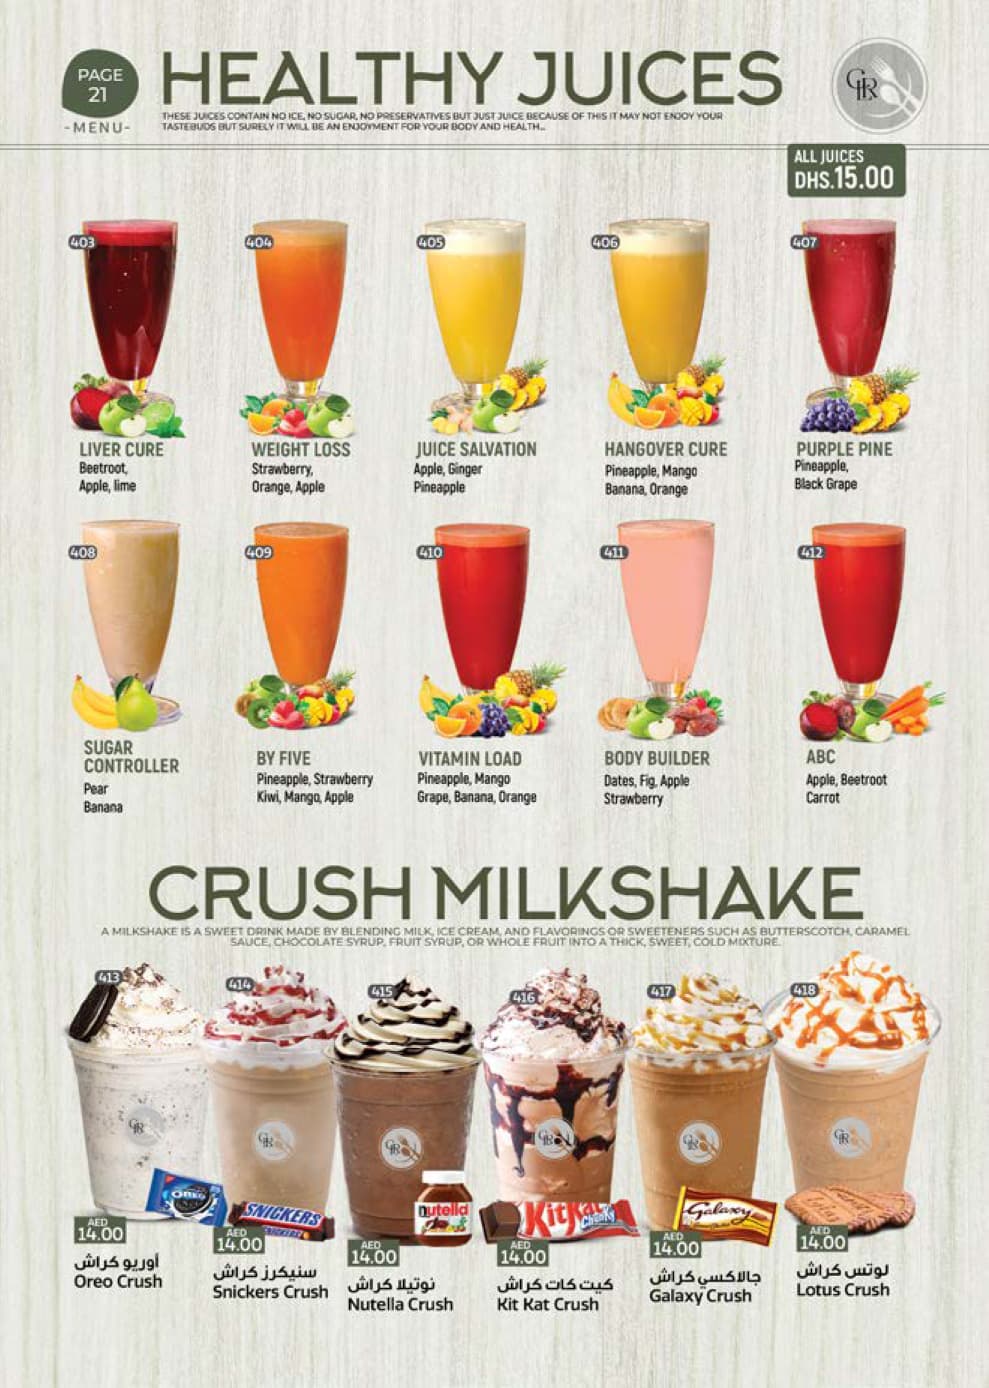 PAGE
21
-MENU-
HEALTHY JUICES
THESE JUICES CONTAIN NO ICE, NO SUGAR, NO PRESERVATIVES BUT JUST JUICE BECAUSE OF THIS IT MAY NOT ENJOY YOUR
TASTEBUDS BUT SURELY IT WILL BE AN ENJOYMENT FOR YOUR BODY AND HEALTH...
ALL JUICES
DHS.15.00
403
LIVER CURE
Beetroot,
Apple, lime
404
WEIGHT LOSS
Strawberry,
Orange, Apple
405
JUICE SALVATION
Apple, Ginger
Pineapple
406
HANGOVER CURE
Pineapple, Mango
Banana, Orange
407
PURPLE PINE
Pineapple,
Black Grape
408
SUGAR
CONTROLLER
Pear
Banana
409
BY FIVE
Pineapple, Strawberry
Kiwi, Mango, Apple
410
VITAMIN LOAD
Pineapple, Mango
Grape, Banana, Orange
411
BODY BUILDER
Dates, Fig, Apple
Strawberry
412
ABC
Apple, Beetroot
Carrot
CRUSH MILKSHAKE
A MILKSHAKE IS A SWEET DRINK MADE BY BLENDING MILK, ICE CREAM, AND FLAVORINGS OR SWEETENERS SUCH AS BUTTERSCOTCH, CARAMEL
SAUCE, CHOCOLATE SYRUP, FRUIT SYRUP, OR WHOLE FRUIT INTO A THICK, SWEET, COLD MIXTURE.
413
OREO
AED
14.00
أوريو كراش
Oreo Crush
414
SNICKERS
AED
14.00
سنيكرز كراش
Snickers Crush
415
nutella
AED
14.00
نوتيلا كراش
Nutella Crush
416
KitKat
Chunky
AED
14.00
كيت كات كراش
Kit Kat Crush
417
Galaxy
AED
14.00
جالاكسي كراش
Galaxy Crush
418
AED
14.00
لوتس كراش
Lotus Crush